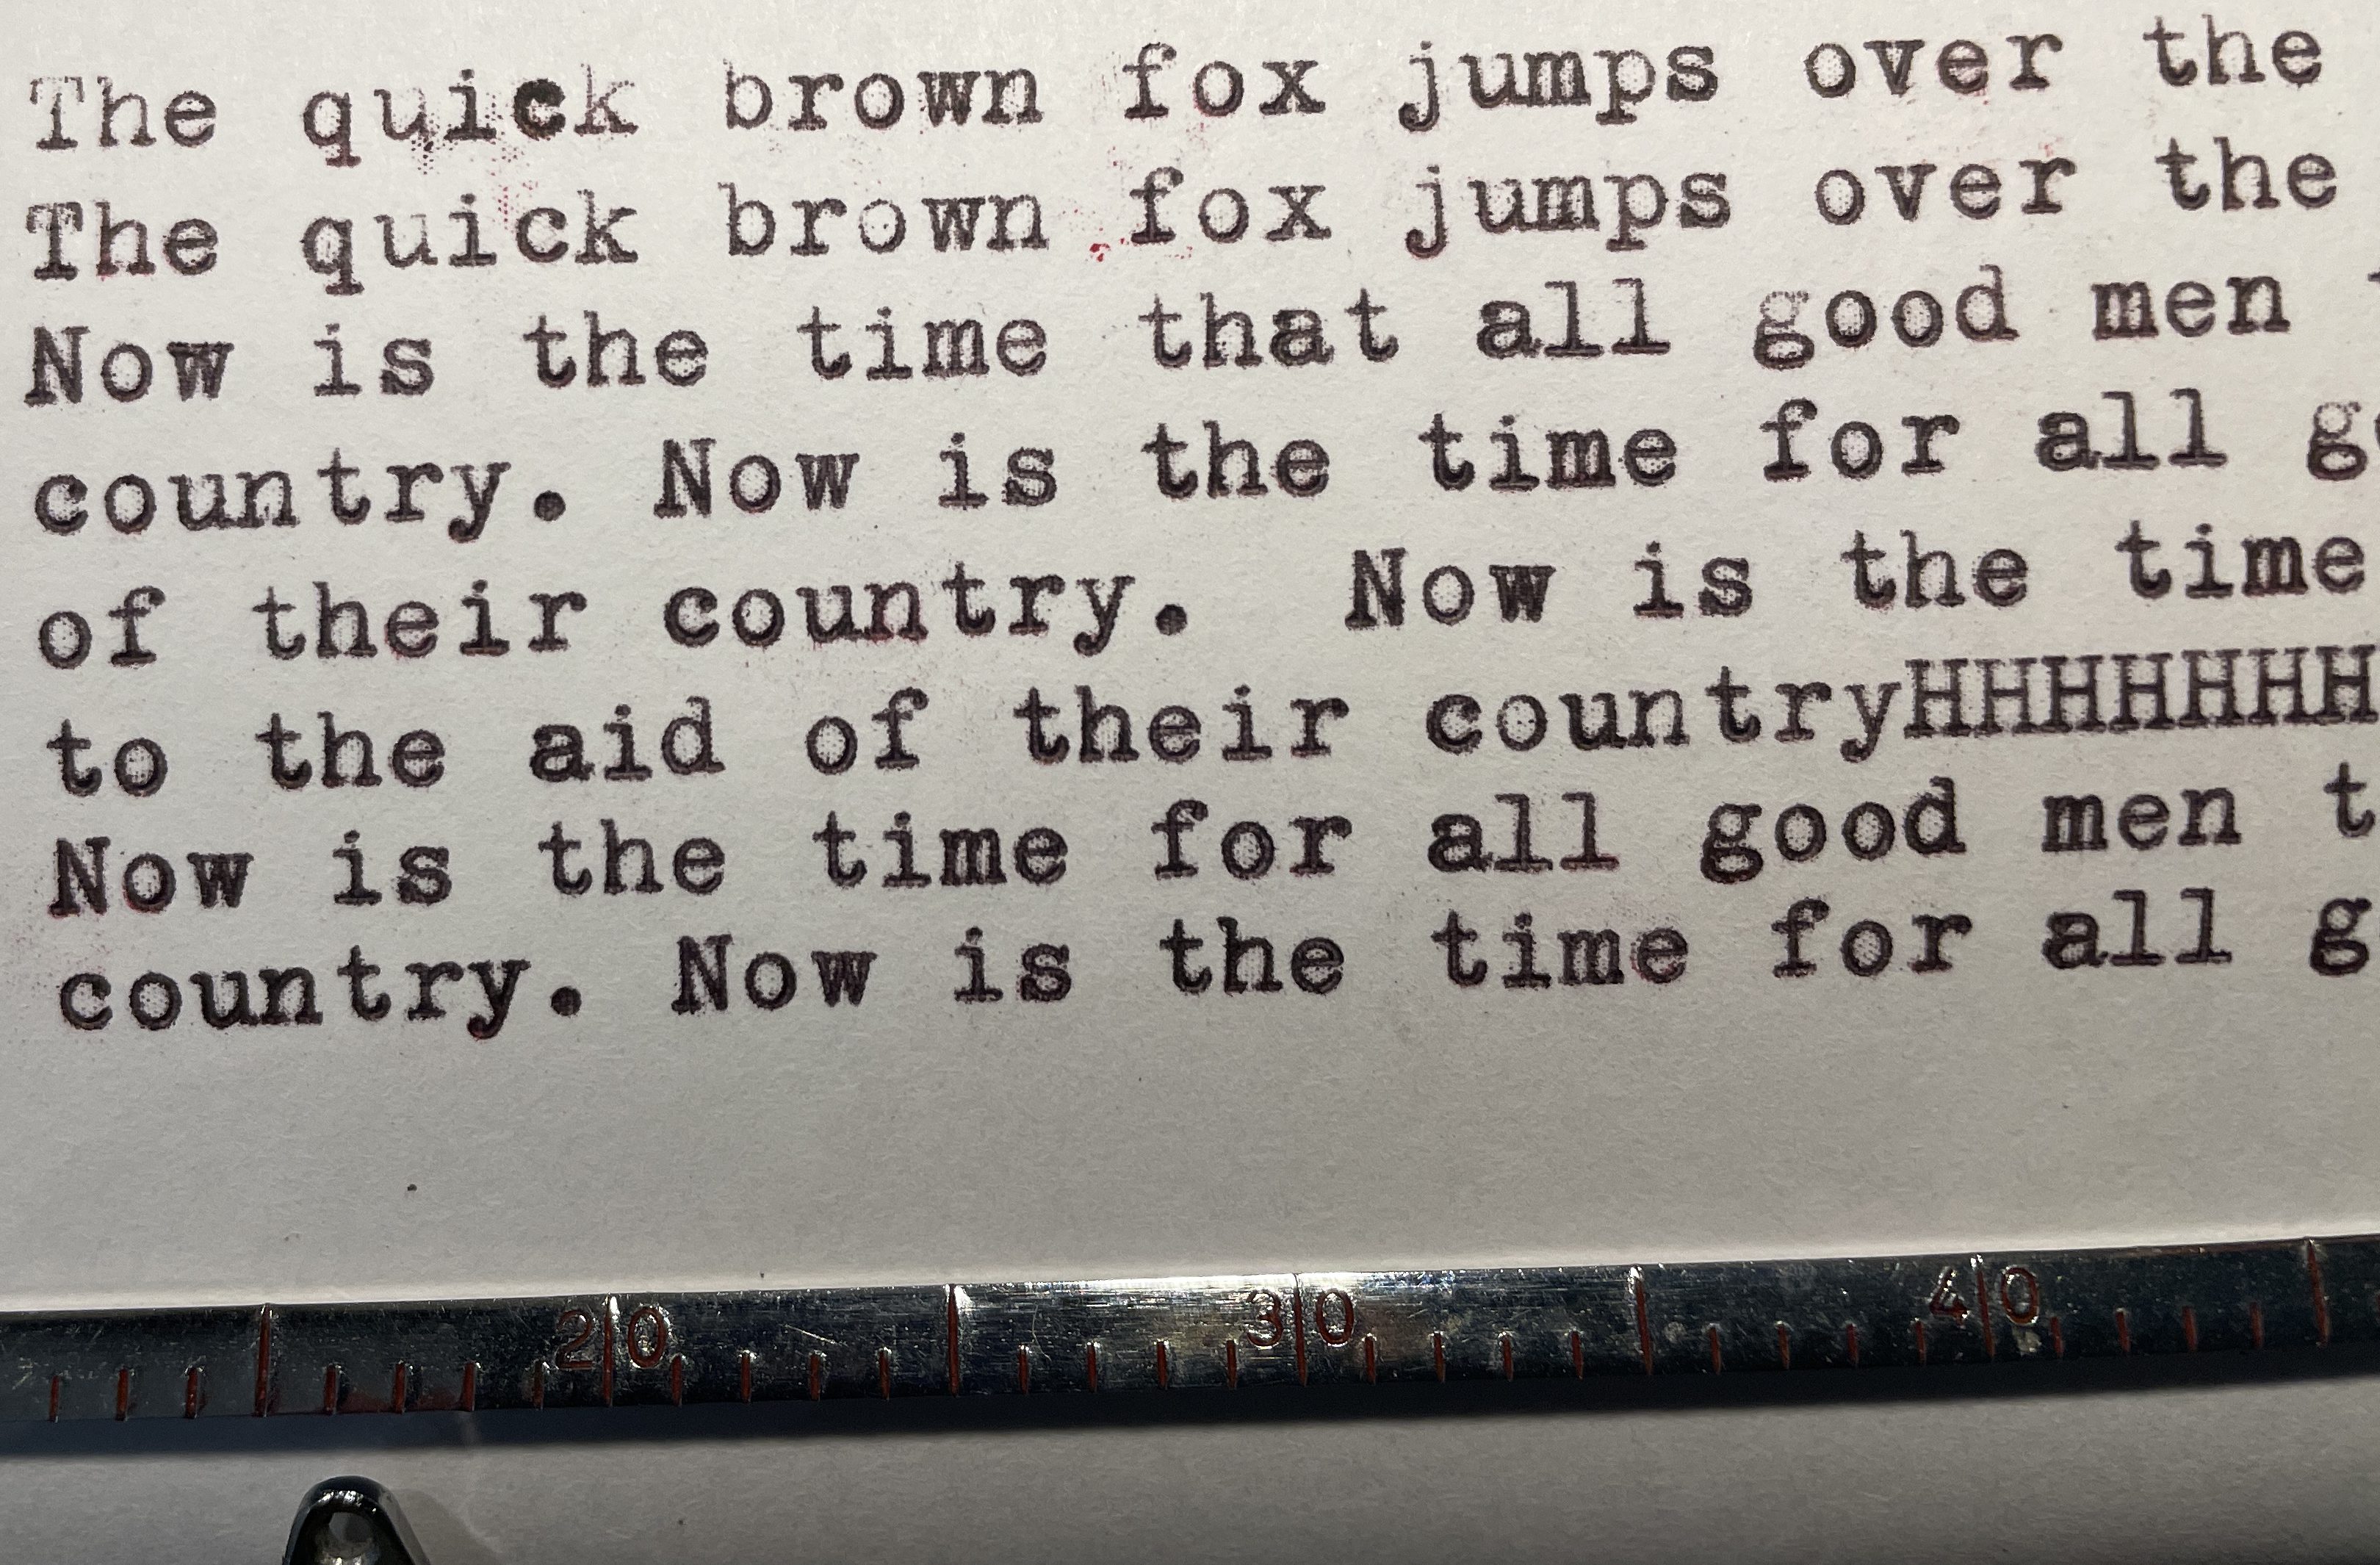 The quick brown fox jumps over the
The quick brown fox jumps over the
Now is the time that all good men
country. Now is the time for all
of their country.  Now is the time
to the aid of their countryHHHHHHH
Now is the time for all good men
country. Now is the time for all
20 30 40